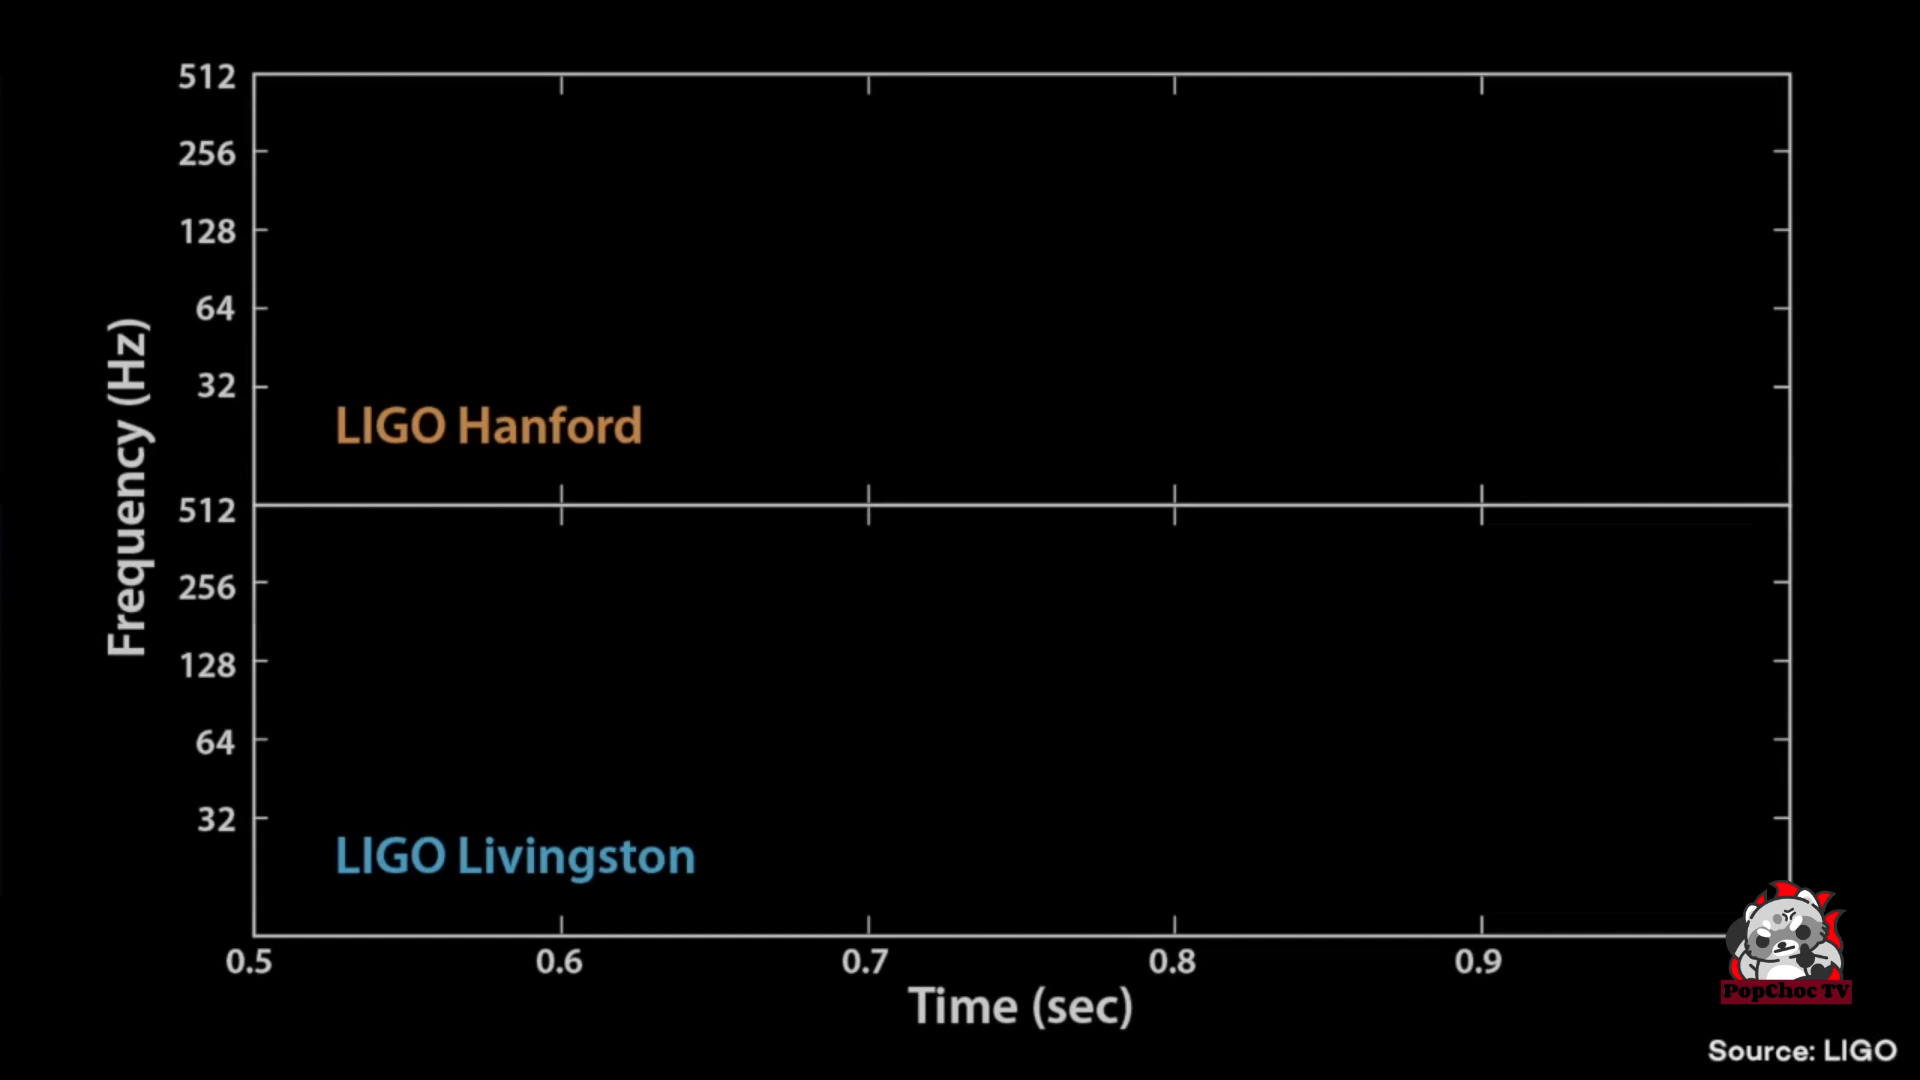 512
256
128
64
32
LIGO Hanford
Frequency (Hz)
512
256
128
64
32
LIGO Livingston
0.5 0.6 0.7 0.8 0.9
Time (sec)
PopChoc TV
Source: LIGO